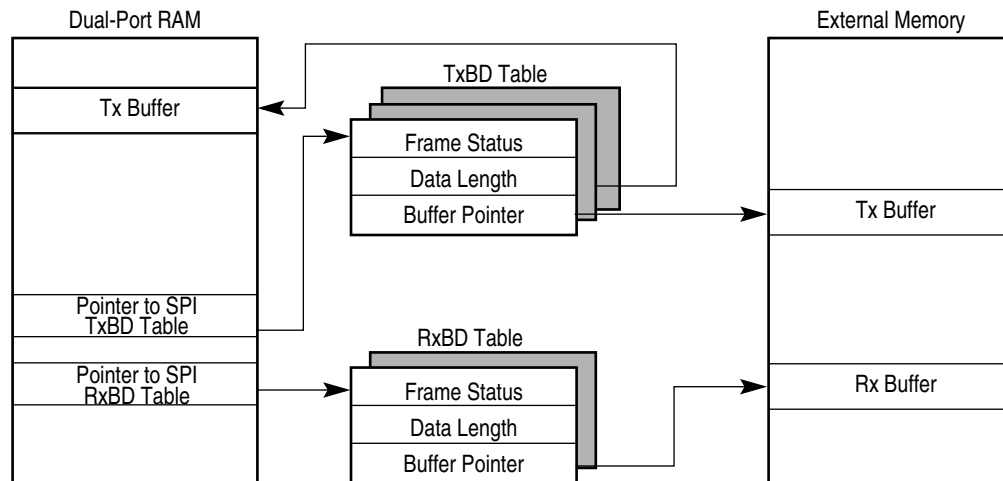 Dual-Port RAM
External Memory
TxBD Table
Tx Buffer
Frame Status
Data Length
Buffer Pointer
Tx Buffer
Pointer to SPI
TxBD Table
RxBD Table
Pointer to SPI
RxBD Table
Frame Status
Data Length
Buffer Pointer
Rx Buffer